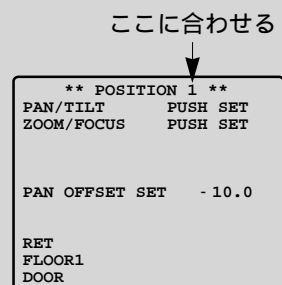 ここに合わせる
** POSITION 1 **
PAN/TILT PUSH SET
ZOOM/FOCUS PUSH SET
PAN OFFSET SET -10.0
RET
FLOOR1
DOOR